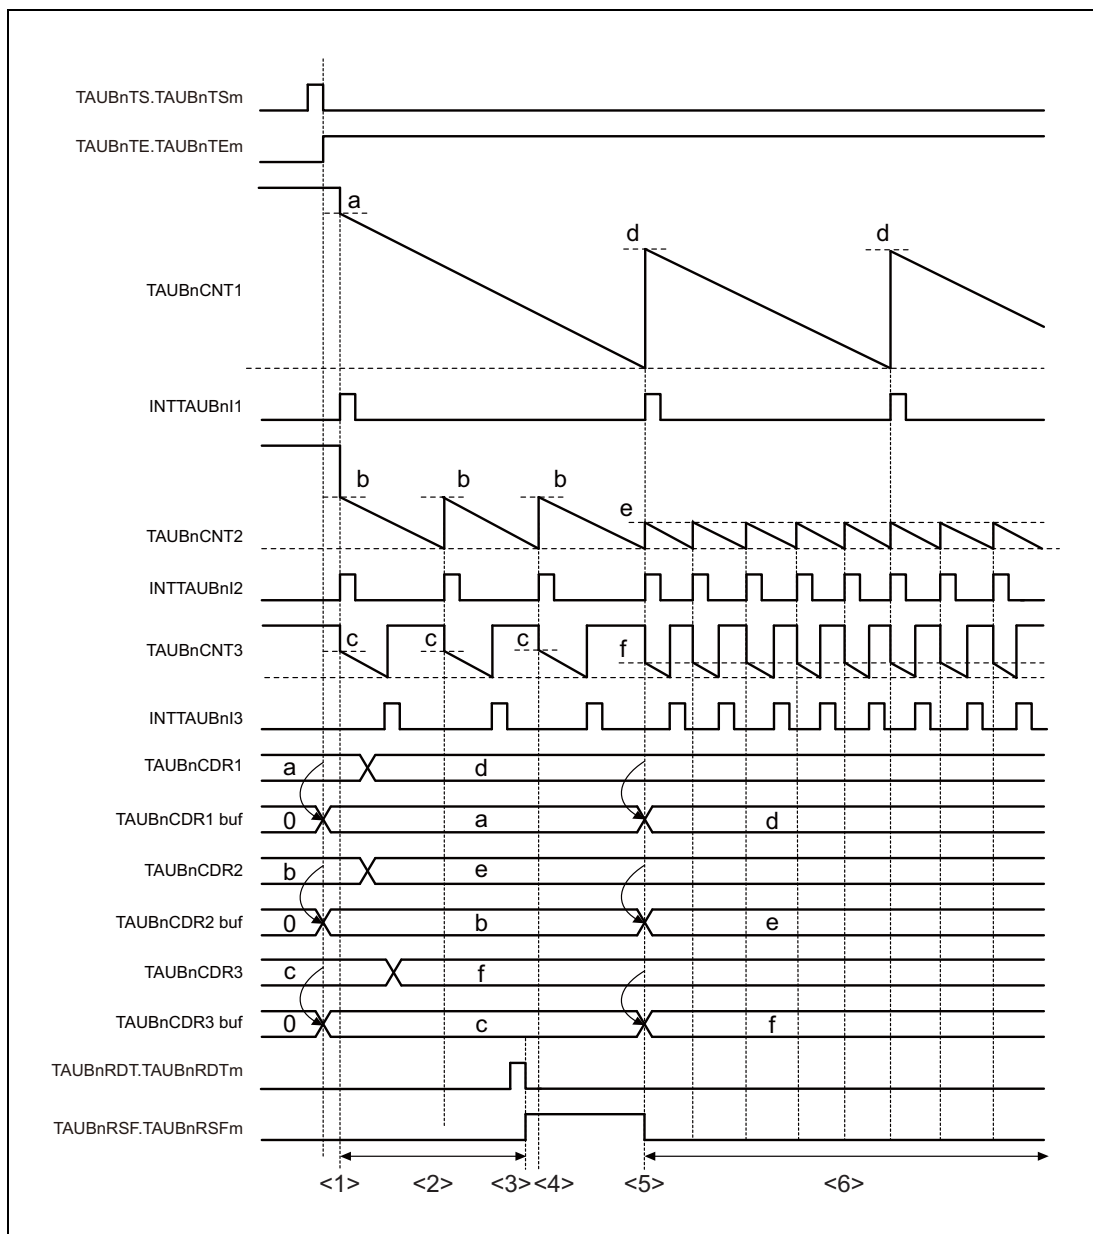 TAUBnTS.TAUBnTSm
TAUBnTE.TAUBnTEm
a
d d
TAUBnCNT1
INTTAUBnI1
b b b
e
TAUBnCNT2
INTTAUBnI2
TAUBnCNT3 c c c f
INTTAUBnI3
TAUBnCDR1 a d
TAUBnCDR1 buf 0 a d
TAUBnCDR2 b e
TAUBnCDR2 buf 0 b e
TAUBnCDR3 c f
TAUBnCDR3 buf 0 c f
TAUBnRDT.TAUBnRDTm
TAUBnRSF.TAUBnRSFm
<1> <2> <3> <4> <5> <6>